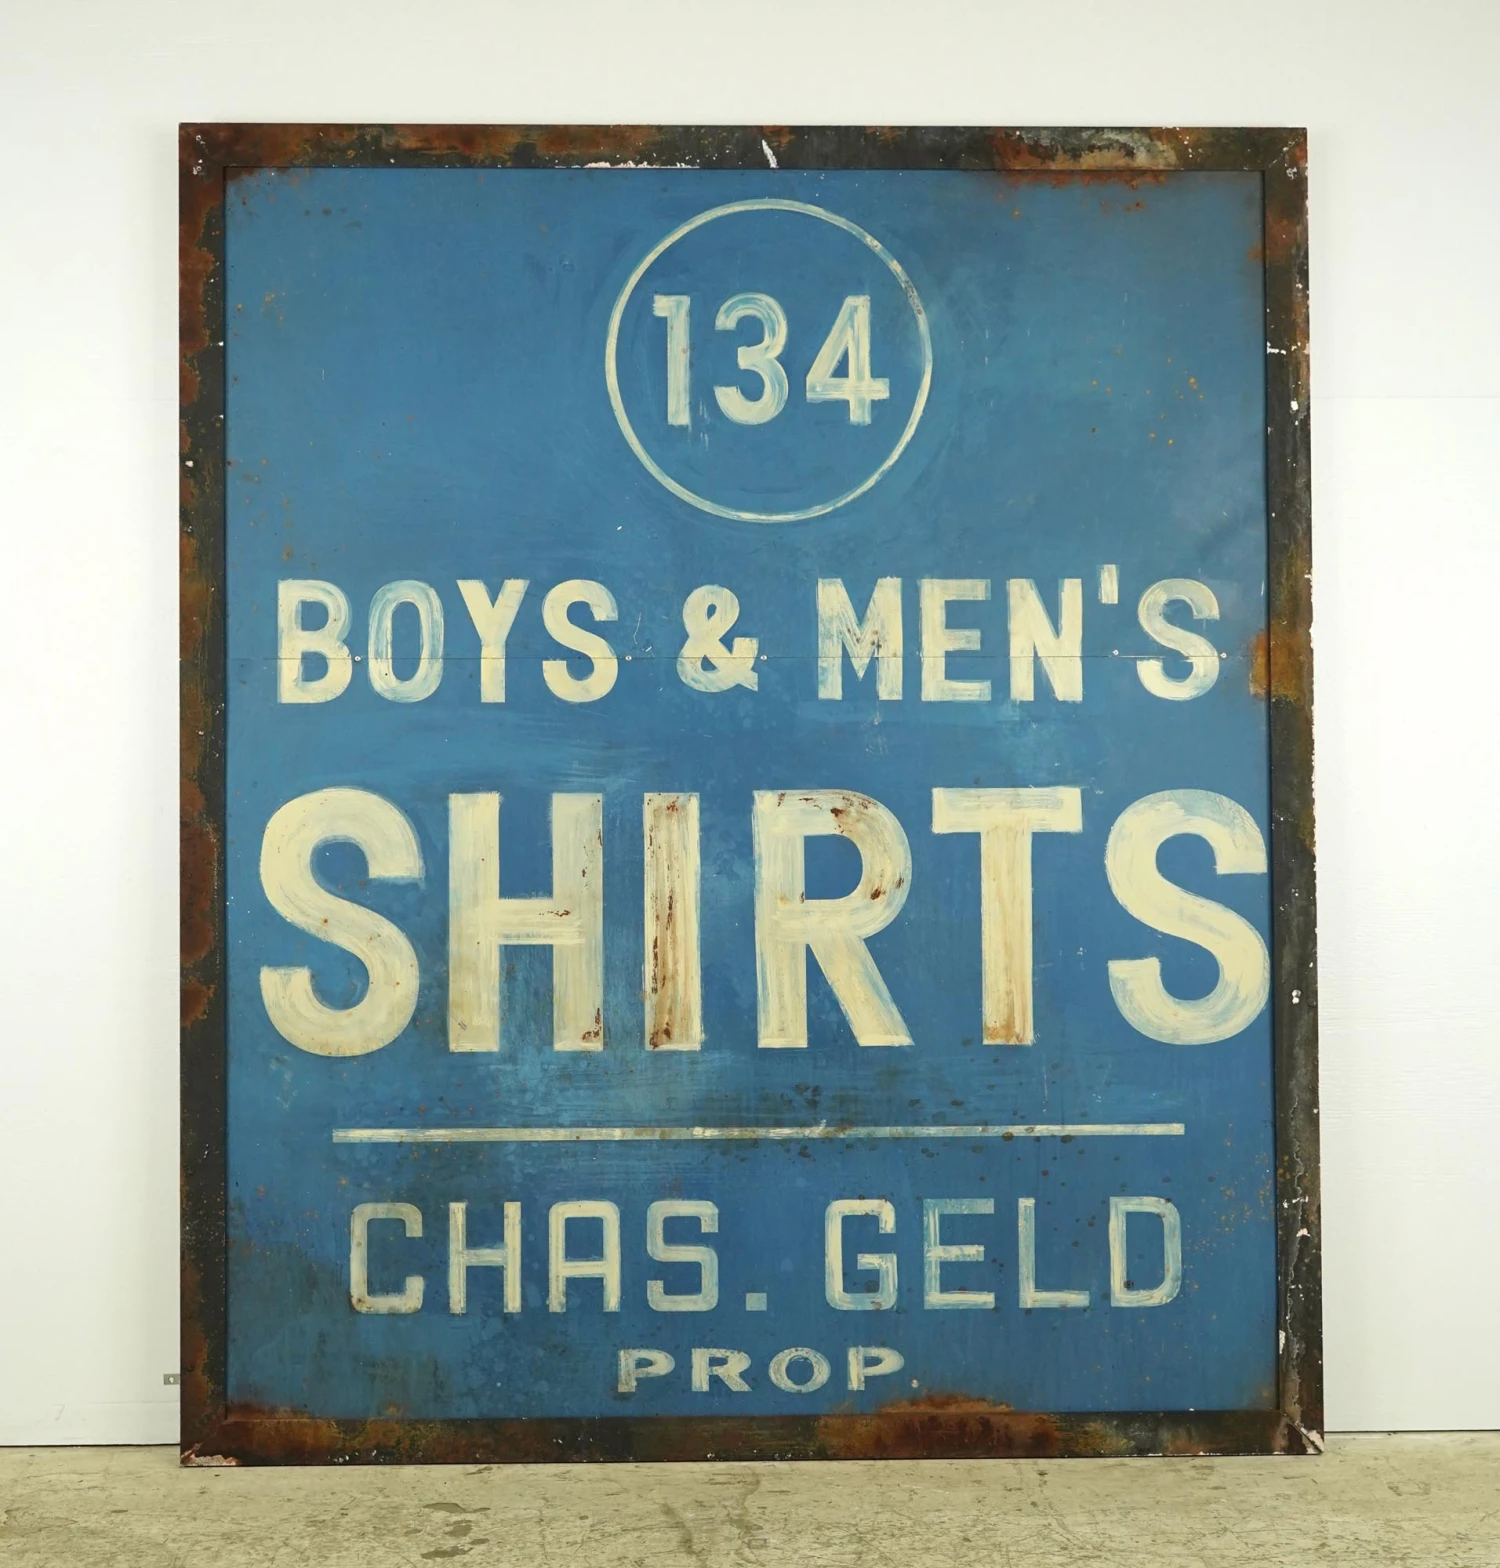 134
BOYS & MEN'S
SHIRTS
CHAS. GELD
PROP.